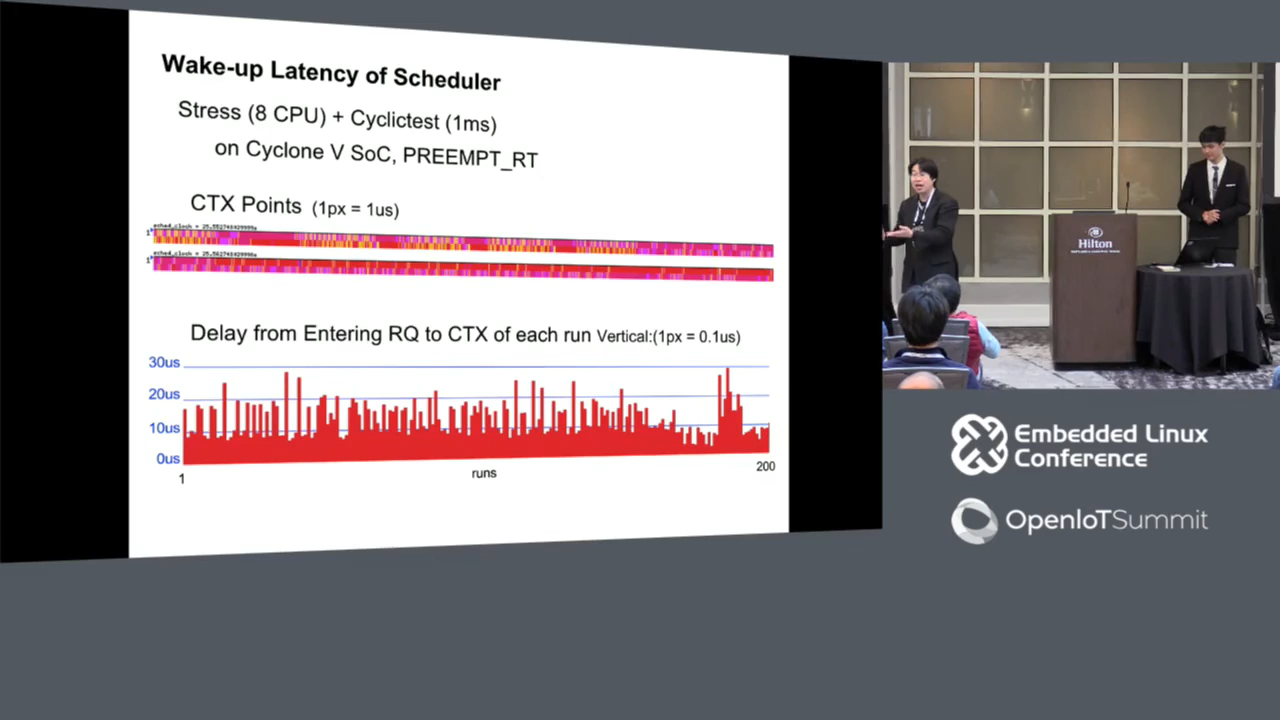 Wake-up Latency of Scheduler
Stress (8 CPU) + Cyclictest (1ms)
on Cyclone V SoC, PREEMPT_RT
CTX Points (1px = 1us)
Delay from Entering RQ to CTX of each run Vertical:(1px = 0.1us)
30us
20us
10us
0us
1
runs
200
Hilton
Embedded Linux
Conference
OpenIoTSummit